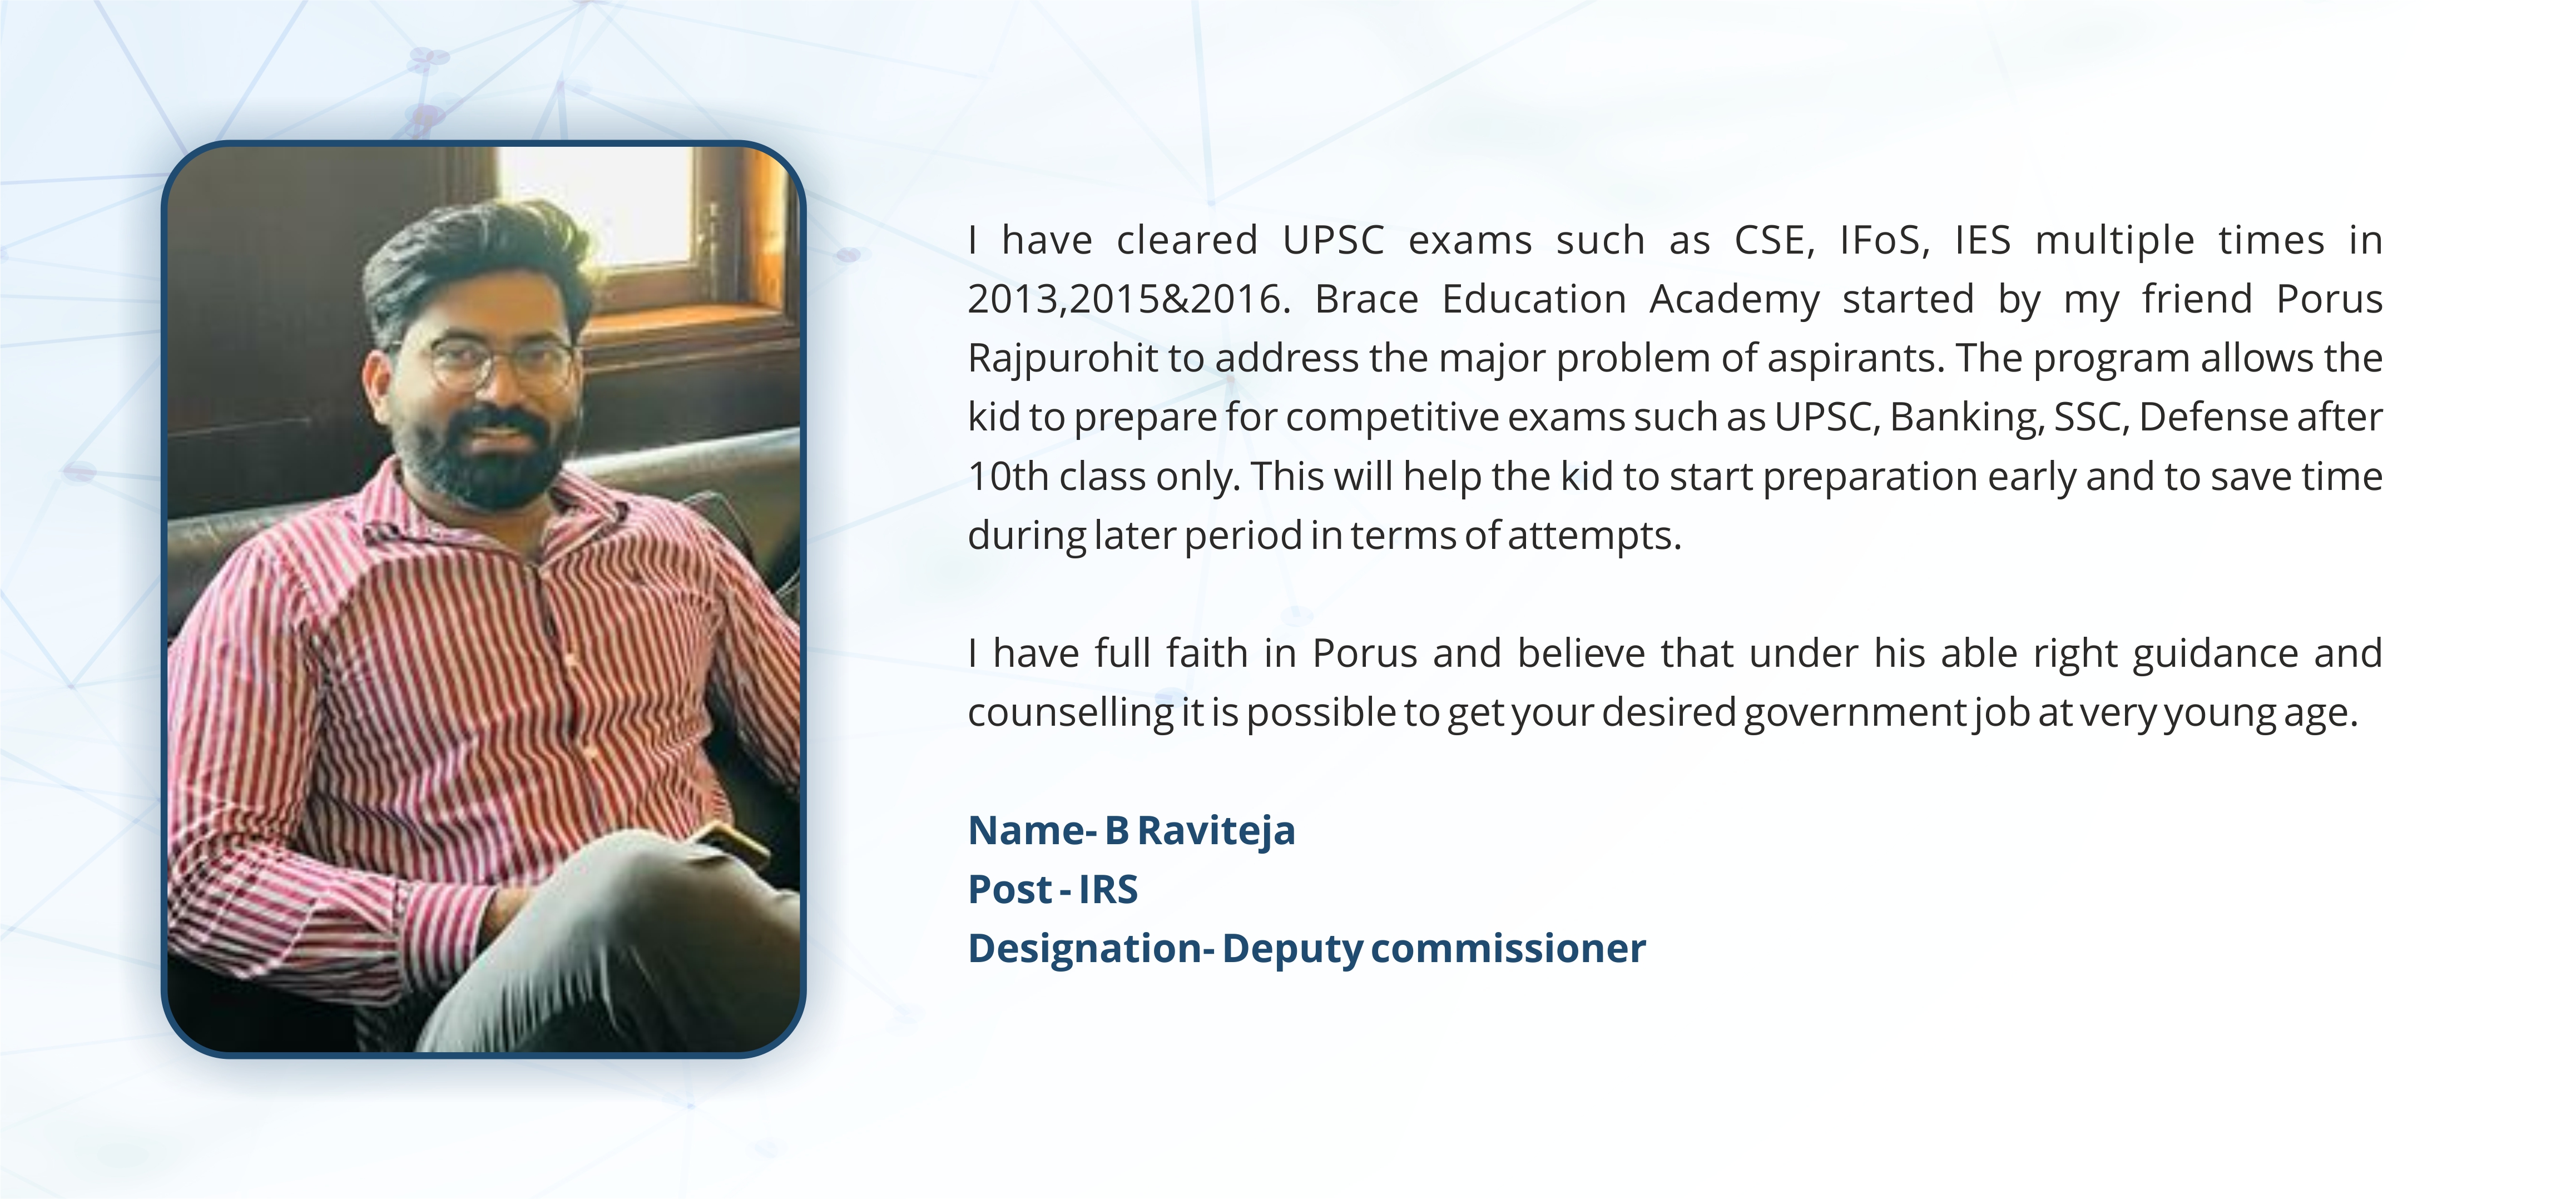 I have cleared UPSC exams such as CSE, IFoS, IES multiple times in
2013,2015&2016. Brace Education Academy started by my friend Porus
Rajpurohit to address the major problem of aspirants. The program allows the
kid to prepare for competitive exams such as UPSC, Banking, SSC, Defense after
10th class only. This will help the kid to start preparation early and to save time
during later period in terms of attempts.
I have full faith in Porus and believe that under his able right guidance and
counselling it is possible to get your desired government job at very young age.
Name- B Raviteja
Post - IRS
Designation- Deputy commissioner